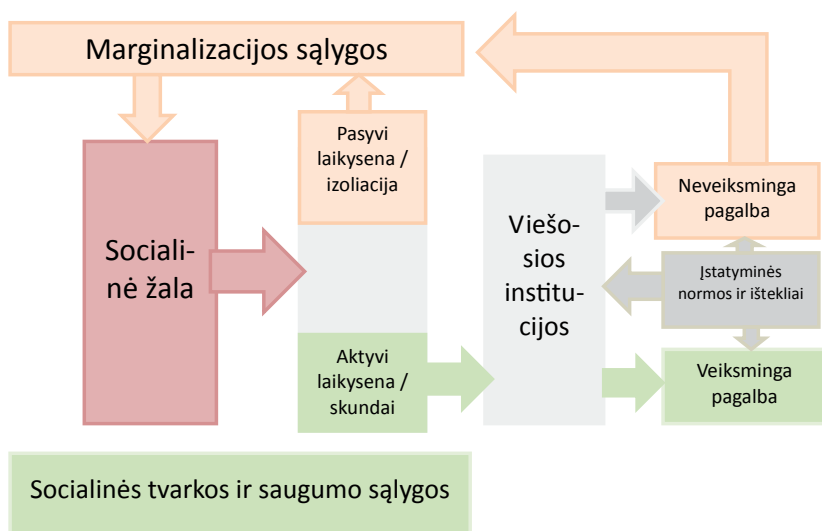 Marginalizacijos sąlygos
Pasyvi
laikysena /
izoliacija
Sociali-
nė žala
Aktyvi
laikysena /
skundai
Viešo-
sios
institu-
cijos
Neveiksminga
pagalba
Įstatyminės
normos ir ištekliai
Veiksminga
pagalba
Socialinės tvarkos ir saugumo sąlygos